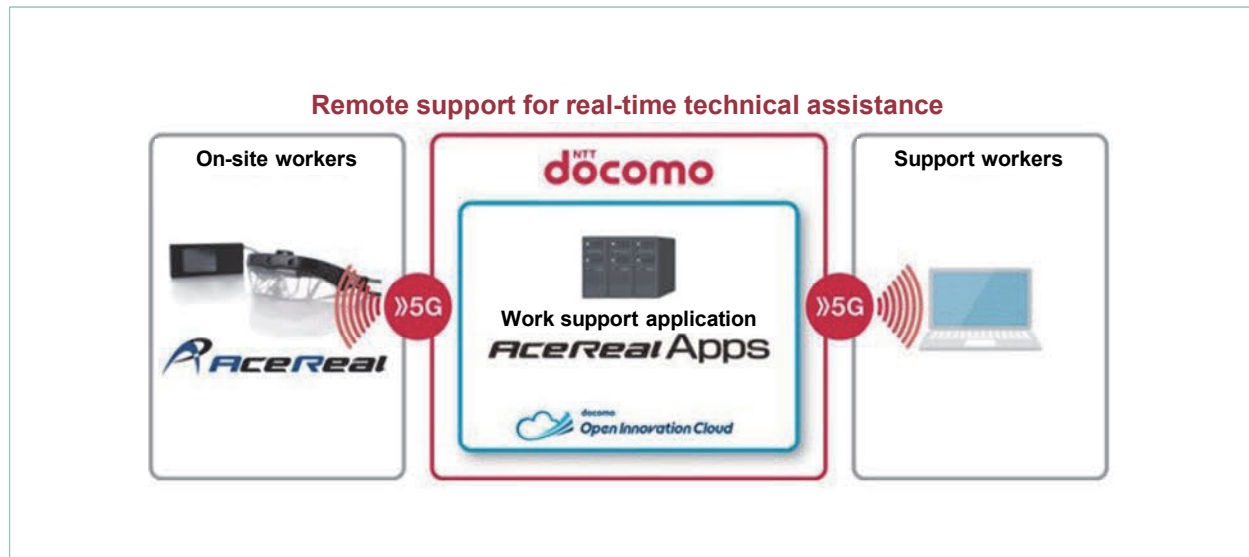 Remote support for real-time technical assistance
On-site workers
AceReal
5G
NTT
döcomo
Work support application
AceReal Apps
docomo
Open Innovation Cloud
5G
Support workers